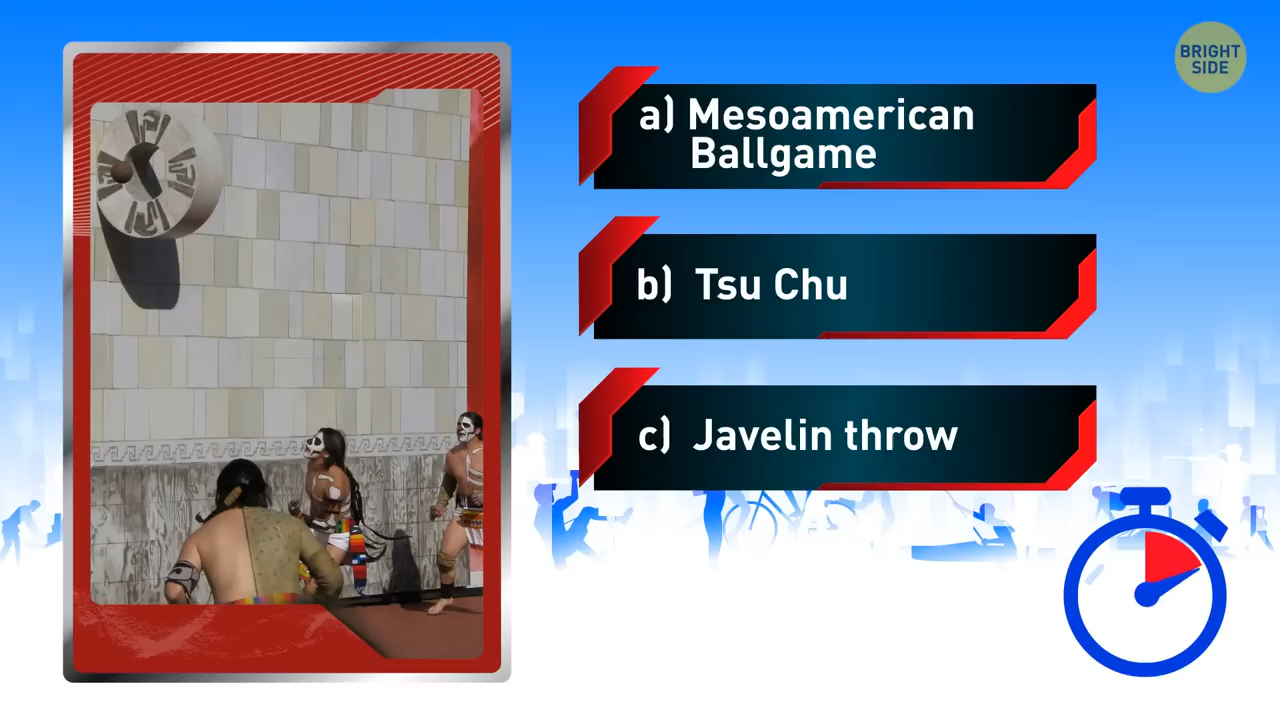 BRIGHT
SIDE
a) Mesoamerican
Ballgame
b) Tsu Chu
c) Javelin throw